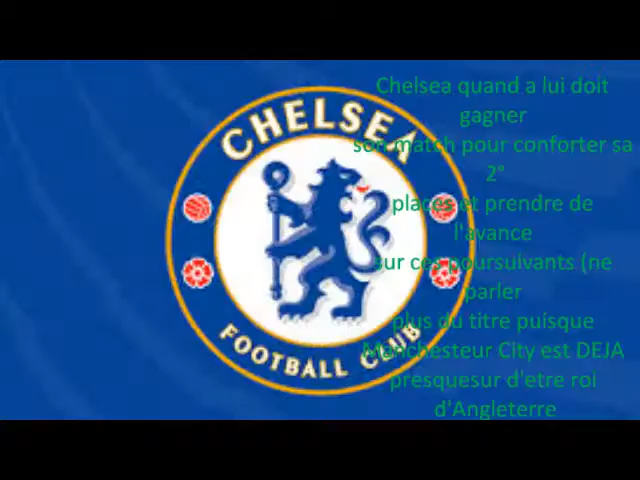 CHELSEA
FOOTBALL CLUB
Chelsea quand a lui doit
gagner
son match pour conforter sa
2°
places et prendre de
l'avance
sur ces poursuivants (ne
parler
plus du titre puisque
Manchesteur City est DEJA
presquesur d'etre roi
d'Angleterre